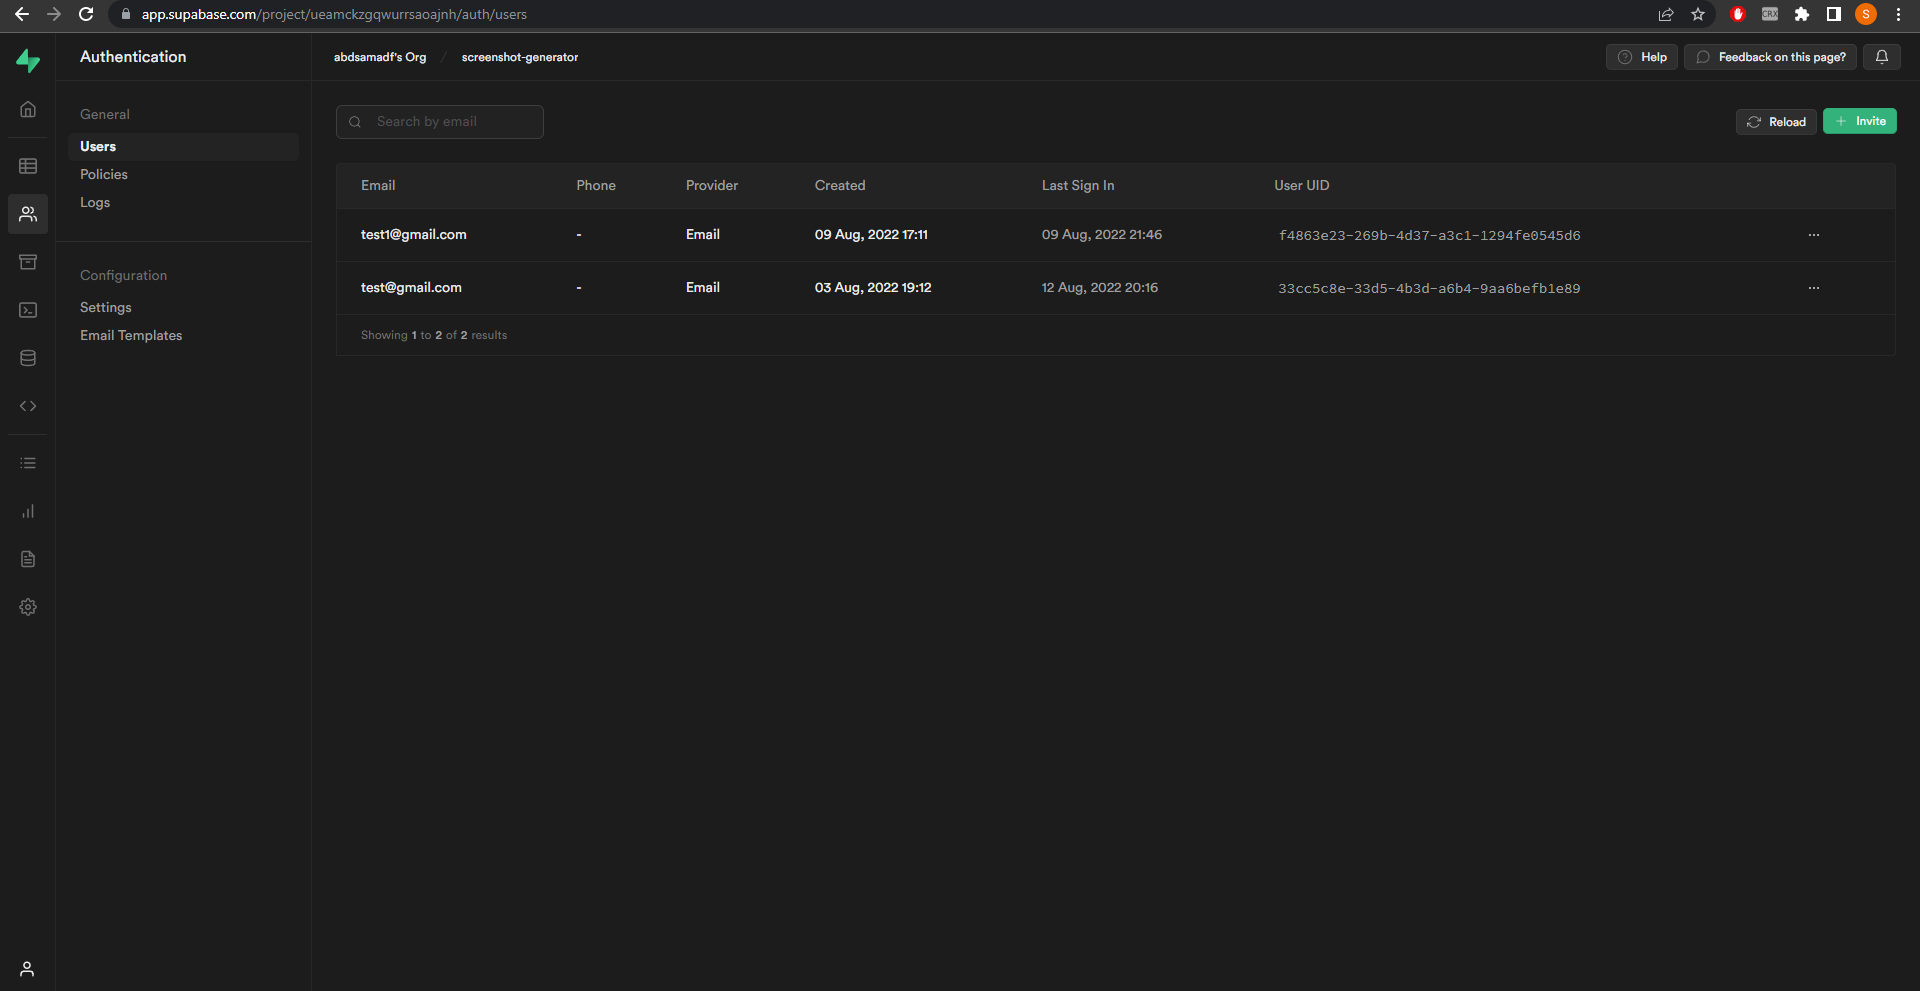 app.supabase.com/project/ueamckzgqwurrsaoajnh/auth/users
CRX
S
Authentication
abdsamadf's Org / screenshot-generator
Help
Feedback on this page?
General
Users
Policies
Logs
Configuration
Settings
Email Templates
Search by email
Reload
+ Invite
Email Phone Provider Created Last Sign In User UID
test1@gmail.com - Email 09 Aug, 2022 17:11 09 Aug, 2022 21:46 f4863e23-269b-4d37-a3c1-1294fe0545d6 ...
test@gmail.com - Email 03 Aug, 2022 19:12 12 Aug, 2022 20:16 33cc5c8e-33d5-4b3d-a6b4-9aa6befb1e89 ...
Showing 1 to 2 of 2 results